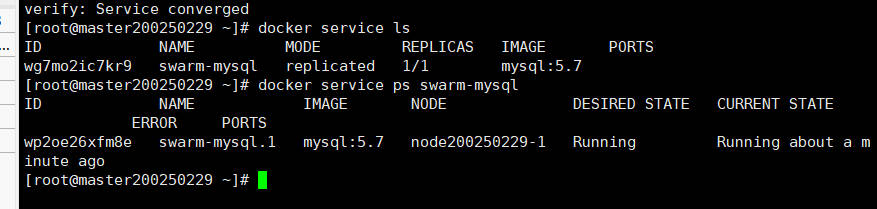 verify: Service converged
[root@master200250229 ~]# docker service ls
ID NAME MODE REPLICAS IMAGE PORTS
wg7mo2ic7kr9 swarm-mysql replicated 1/1 mysql:5.7
[root@master200250229 ~]# docker service ps swarm-mysql
ID NAME IMAGE NODE DESIRED STATE CURRENT STATE
ERROR PORTS
wp2oe26xfm8e swarm-mysql.1 mysql:5.7 node200250229-1 Running Running about a m
inute ago
[root@master200250229 ~]#